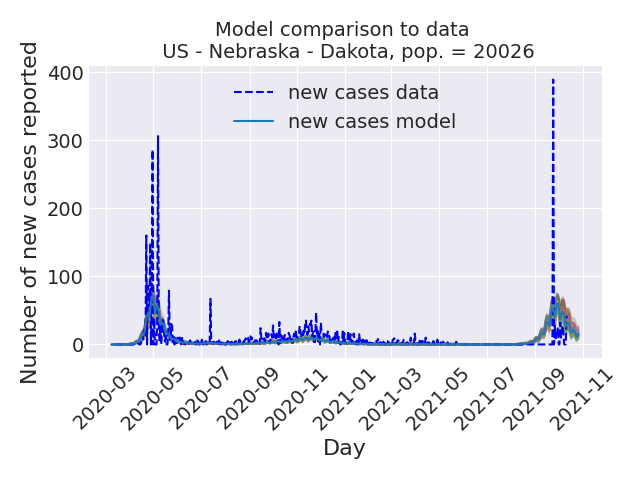 Model comparison to data
US - Nebraska - Dakota, pop. = 20026
new cases data
new cases model
Number of new cases reported
400
300
200
100
0
2020-03
2020-05
2020-07
2020-09
2020-11
2021-01
2021-03
2021-05
2021-07
2021-09
2021-11
Day